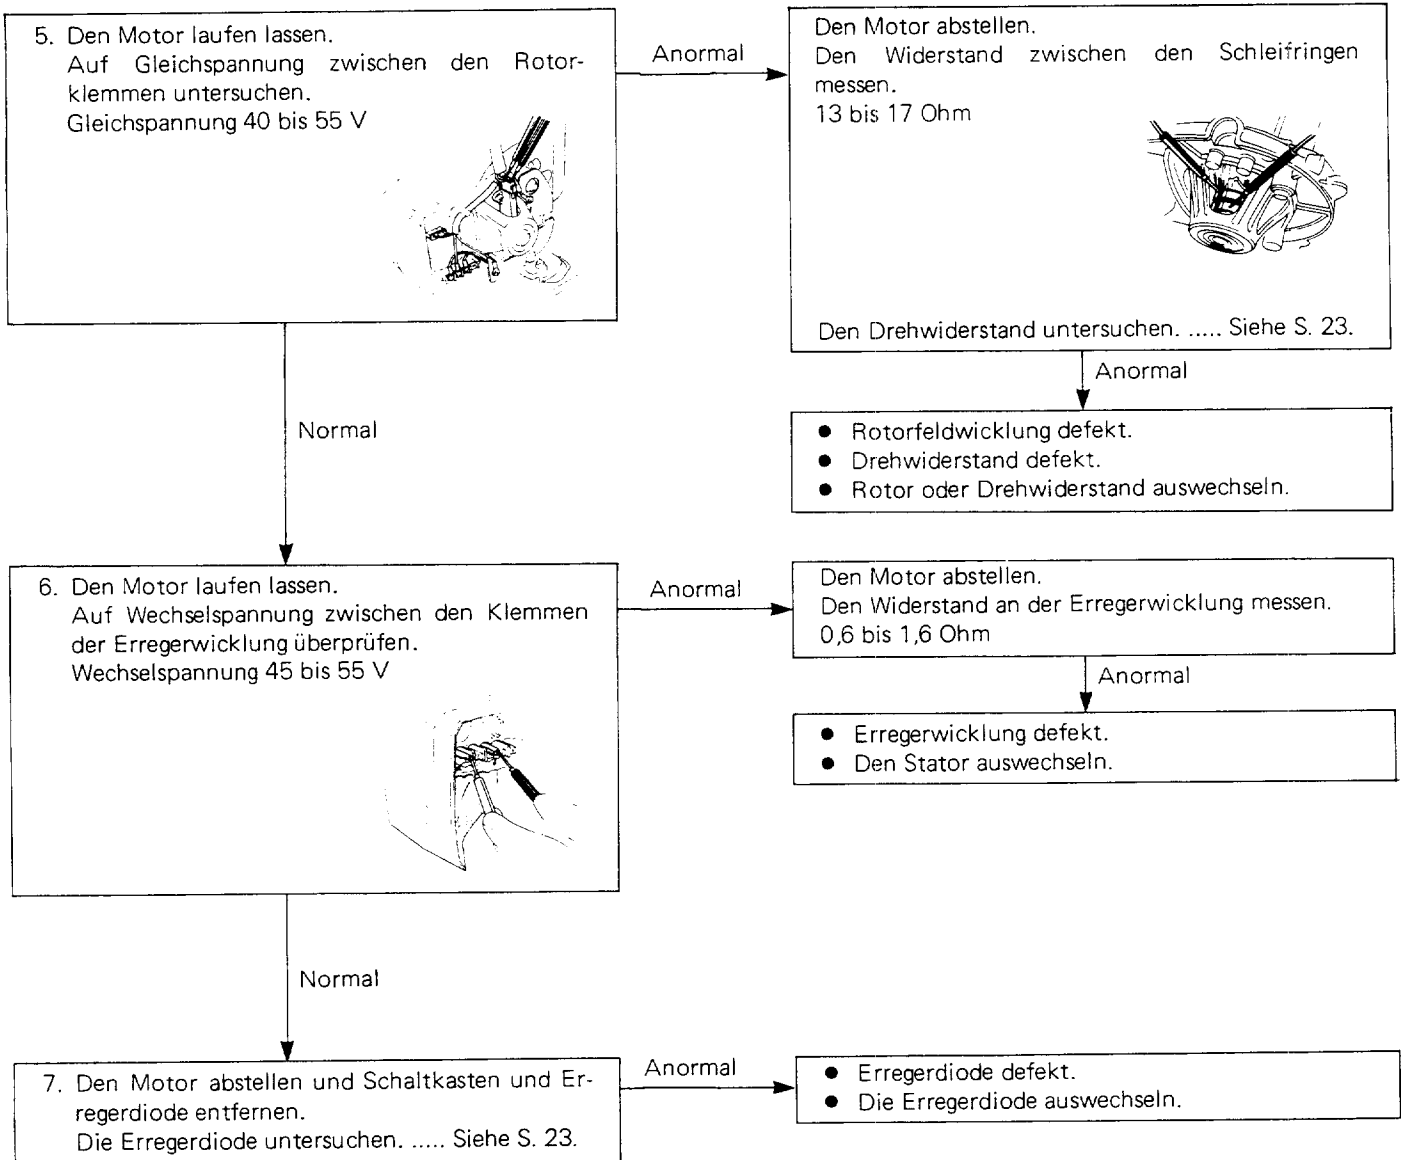 5. Den Motor laufen lassen.
Auf Gleichspannung zwischen den Rotor-
klemmen untersuchen.
Gleichspannung 40 bis 55 V
Anormal
Den Motor abstellen.
Den Widerstand zwischen den Schleifringen
messen.
13 bis 17 Ohm
Den Drehwiderstand untersuchen. ..... Siehe S. 23.
Anormal
● Rotorfeldwicklung defekt.
● Drehwiderstand defekt.
● Rotor oder Drehwiderstand auswechseln.
Normal
6. Den Motor laufen lassen.
Auf Wechselspannung zwischen den Klemmen
der Erregerwicklung überprüfen.
Wechselspannung 45 bis 55 V
Anormal
Den Motor abstellen.
Den Widerstand an der Erregerwicklung messen.
0,6 bis 1,6 Ohm
Anormal
● Erregerwicklung defekt.
● Den Stator auswechseln.
Normal
7. Den Motor abstellen und Schaltkasten und Er-
regerdiode entfernen.
Die Erregerdiode untersuchen. ..... Siehe S. 23.
Anormal
● Erregerdiode defekt.
● Die Erregerdiode auswechseln.